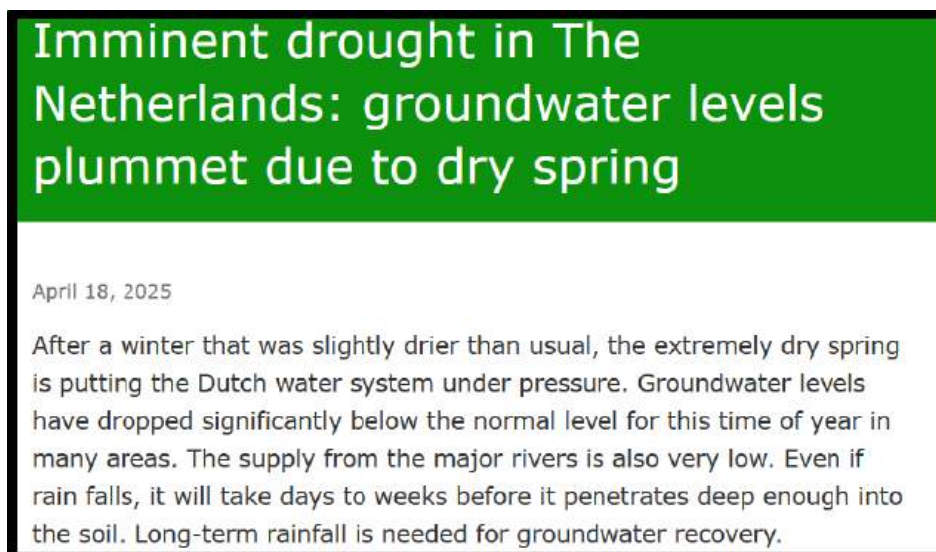 Imminent drought in The
Netherlands: groundwater levels
plummet due to dry spring
April 18, 2025
After a winter that was slightly drier than usual, the extremely dry spring
is putting the Dutch water system under pressure. Groundwater levels
have dropped significantly below the normal level for this time of year in
many areas. The supply from the major rivers is also very low. Even if
rain falls, it will take days to weeks before it penetrates deep enough into
the soil. Long-term rainfall is needed for groundwater recovery.